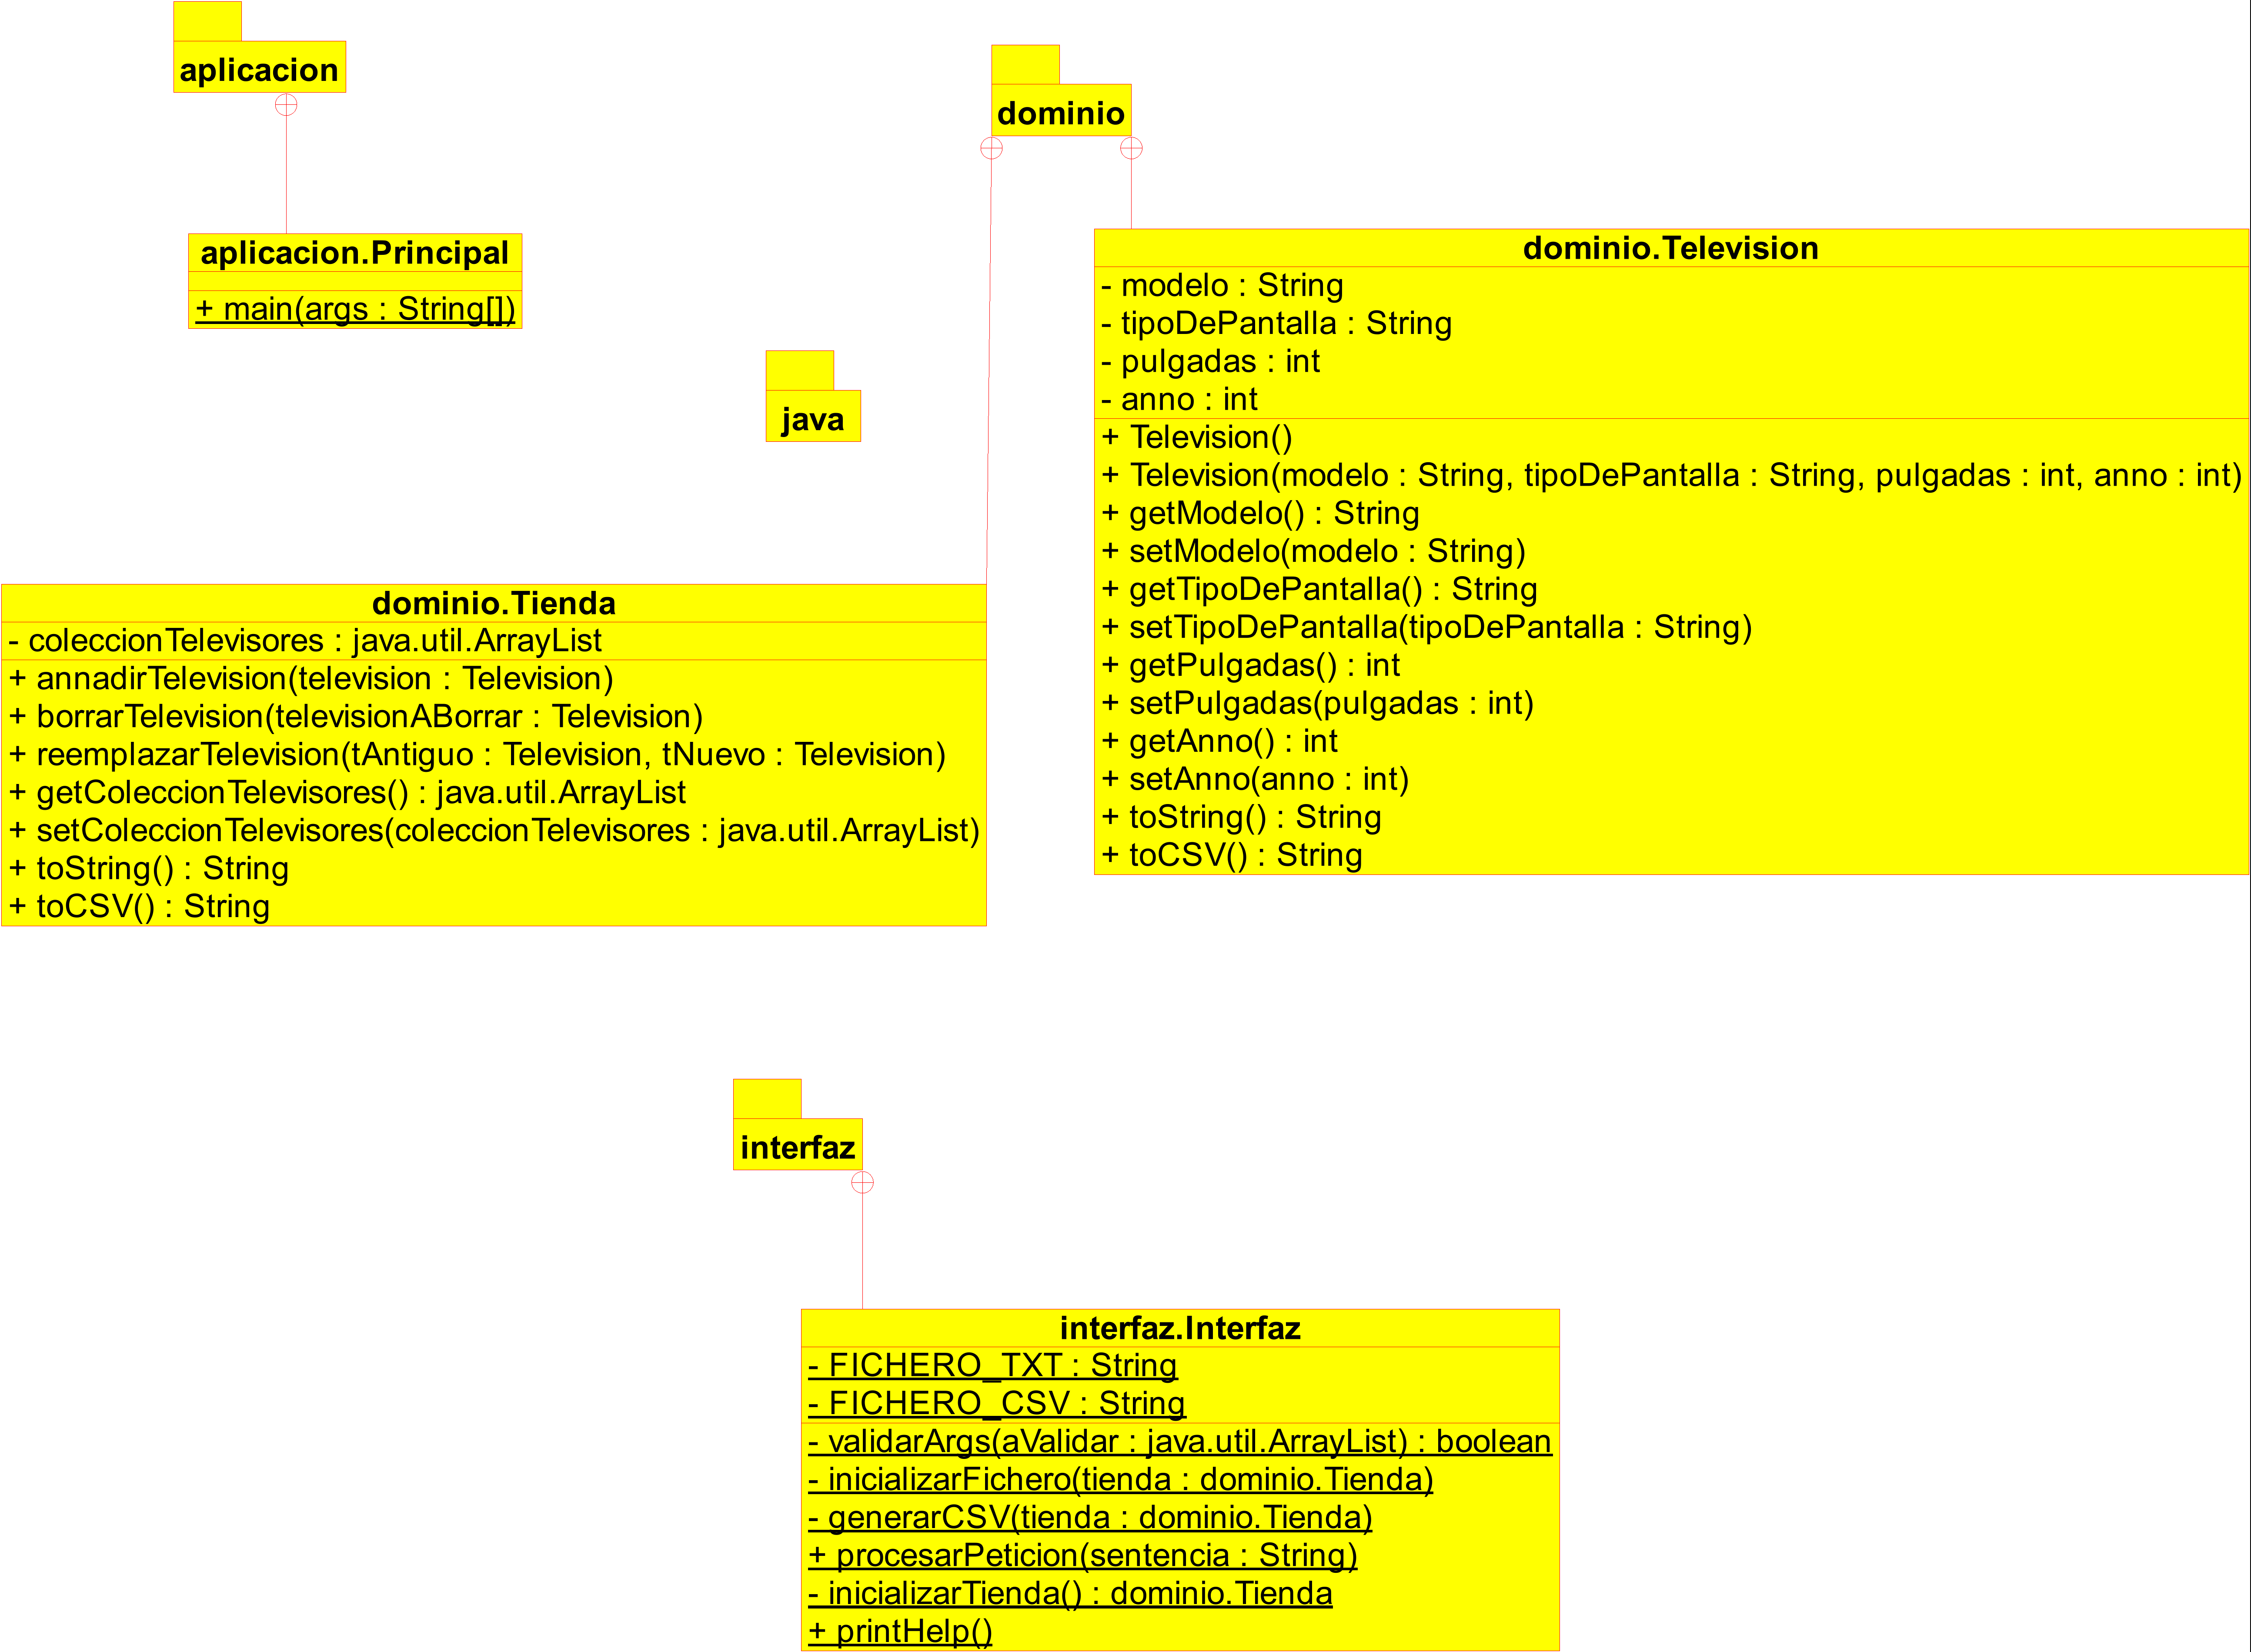 aplicacion
dominio
aplicacion.Principal
+ main(args : String[])
dominio.Television
- modelo : String
- tipoDePantalla : String
- pulgadas : int
- anno : int
+ Television()
+ Television(modelo : String, tipoDePantalla : String, pulgadas : int, anno : int)
+ getModelo() : String
+ setModelo(modelo : String)
+ getTipoDePantalla() : String
+ setTipoDePantalla(tipoDePantalla : String)
+ getPulgadas() : int
+ setPulgadas(pulgadas : int)
+ getAnno() : int
+ setAnno(anno : int)
+ toString() : String
+ toCSV() : String
java
dominio.Tienda
- coleccionTelevisores : java.util.ArrayList
+ annadirTelevision(television : Television)
+ borrarTelevision(televisionABorrar : Television)
+ reemplazarTelevision(tAntiguo : Television, tNuevo : Television)
+ getColeccionTelevisores() : java.util.ArrayList
+ setColeccionTelevisores(coleccionTelevisores : java.util.ArrayList)
+ toString() : String
+ toCSV() : String
interfaz
interfaz.Interfaz
- FICHERO_TXT : String
- FICHERO_CSV : String
- validarArgs(aValidar : java.util.ArrayList) : boolean
- inicializarFichero(tienda : dominio.Tienda)
- generarCSV(tienda : dominio.Tienda)
+ procesarPeticion(sentencia : String)
- inicializarTienda() : dominio.Tienda
+ printHelp()